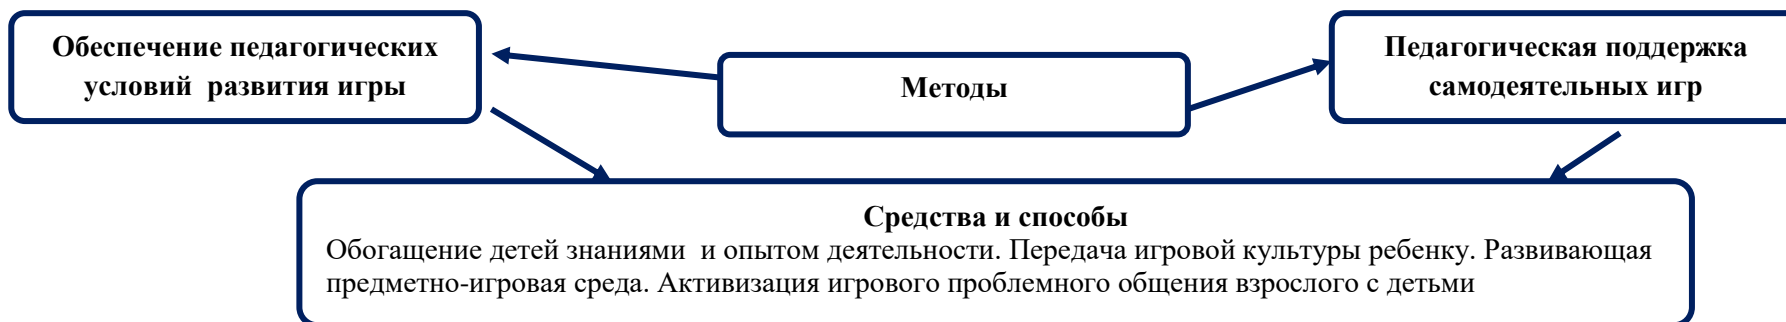 Обеспечение педагогических
условий развития игры
Методы
Педагогическая поддержка
самодеятельных игр
Средства и способы
Обогащение детей знаниями и опытом деятельности. Передача игровой культуры ребенку. Развивающая
предметно-игровая среда. Активизация игрового проблемного общения взрослого с детьми